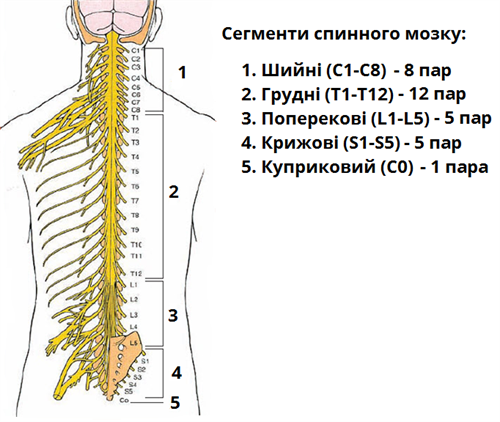 Сегменти спинного мозку:
1. Шийні (C1-C8) - 8 пар
2. Грудні (T1-T12) - 12 пар
3. Поперекові (L1-L5) - 5 пар
4. Крижові (S1-S5) - 5 пар
5. Куприковий (C0) - 1 пара
C1
C2
C3
C4
C5
C6
C7
C8
1
T1
T2
T3
T4
T5
T6
T7
T8
T9
T10
T11
T12
2
L1
L2
L3
L4
L5
3
S1
S2
S3
S4
S5
4
Co
5